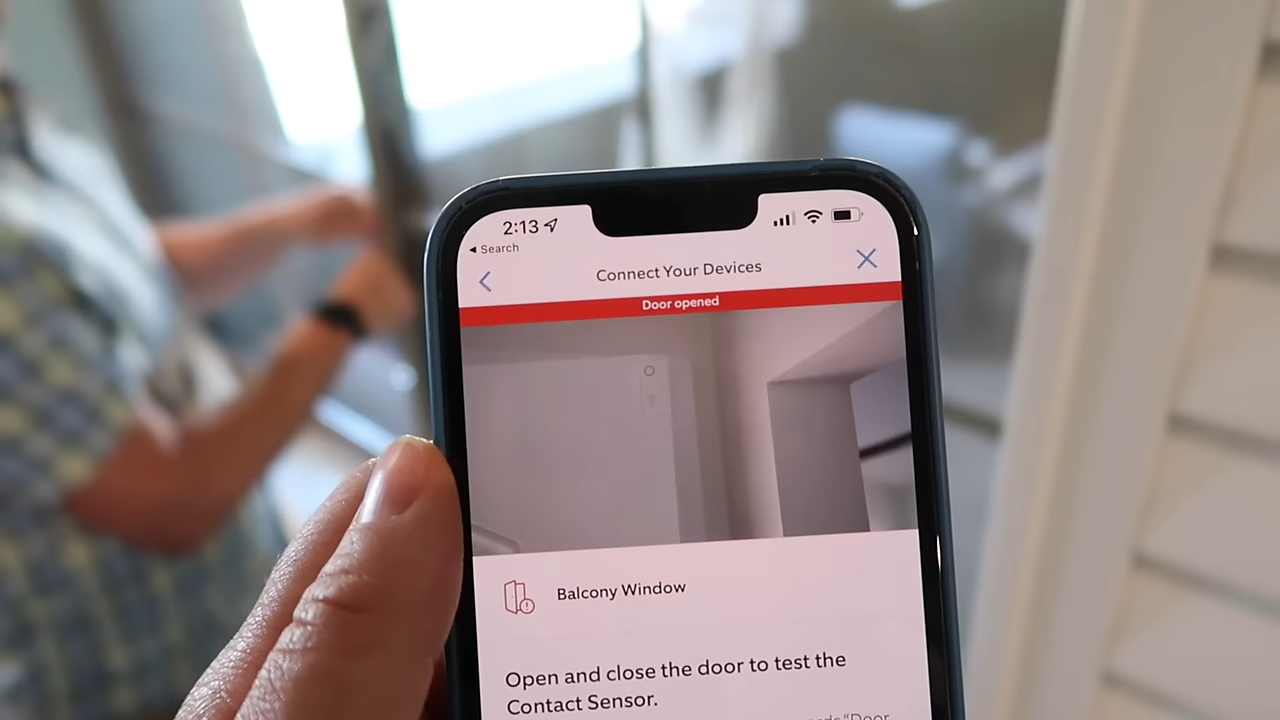 2:13
Search
Connect Your Devices
Door opened
Balcony Window
Open and close the door to test the
Contact Sensor.
"Door